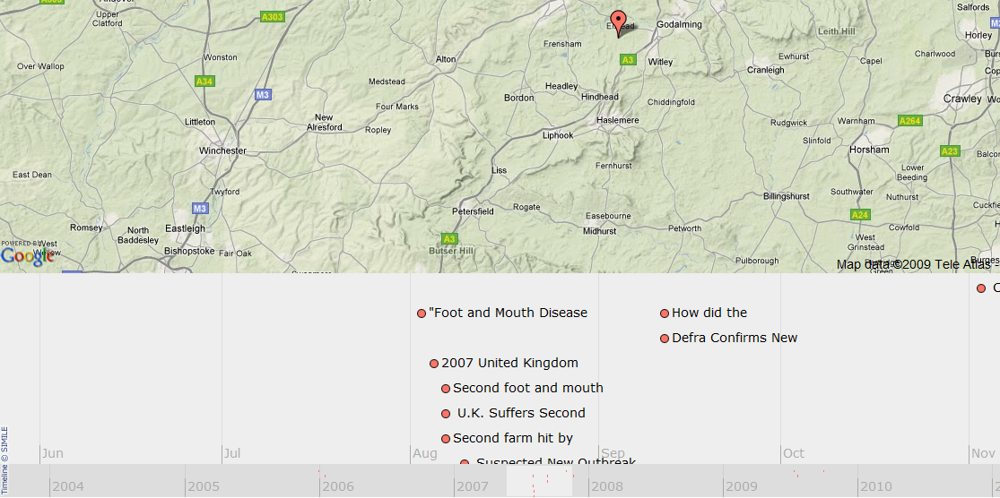 Andover
Upper
Clatford
A303
A303
Salfords
Elstead
Godalming
Leith Hill
Horley
Frensham
Wonston
Alton
A3
Witley
Ewhurst
Capel
Charlwood
Over Wallop
Cranleigh
A34
Medstead
Headley
M3
Bordon
Hindhead
Chiddingfold
Crawley
Four Marks
Littleton
New
Alresford
Haslemere
Rudgwick
Warnham
A264
Ropley
Liphook
Slinfold
Winchester
Horsham
A23
East Dean
Liss
Fernhurst
Lower
Beeding
Twyford
Billingshurst
Southwater
Nuthurst
M3
Petersfield
Rogate
Easebourne
A24
Romsey
North
Baddesley
Eastleigh
Midhurst
Petworth
Cowfold
A3
West
Grinstead
POWERED BY
West
Wellow
Google
Bishopstoke
Fair Oak
Butser Hill
Pulborough
Map data ©2009 Tele Atlas -
"Foot and Mouth Disease
How did the
Defra Confirms New
2007 United Kingdom
Second foot and mouth
U.K. Suffers Second
Second farm hit by
Suspected New Outbreak
Jun
Jul
Aug
Sep
Oct
Nov
Timeline © SIMILE
2004
2005
2006
2007
2008
2009
2010